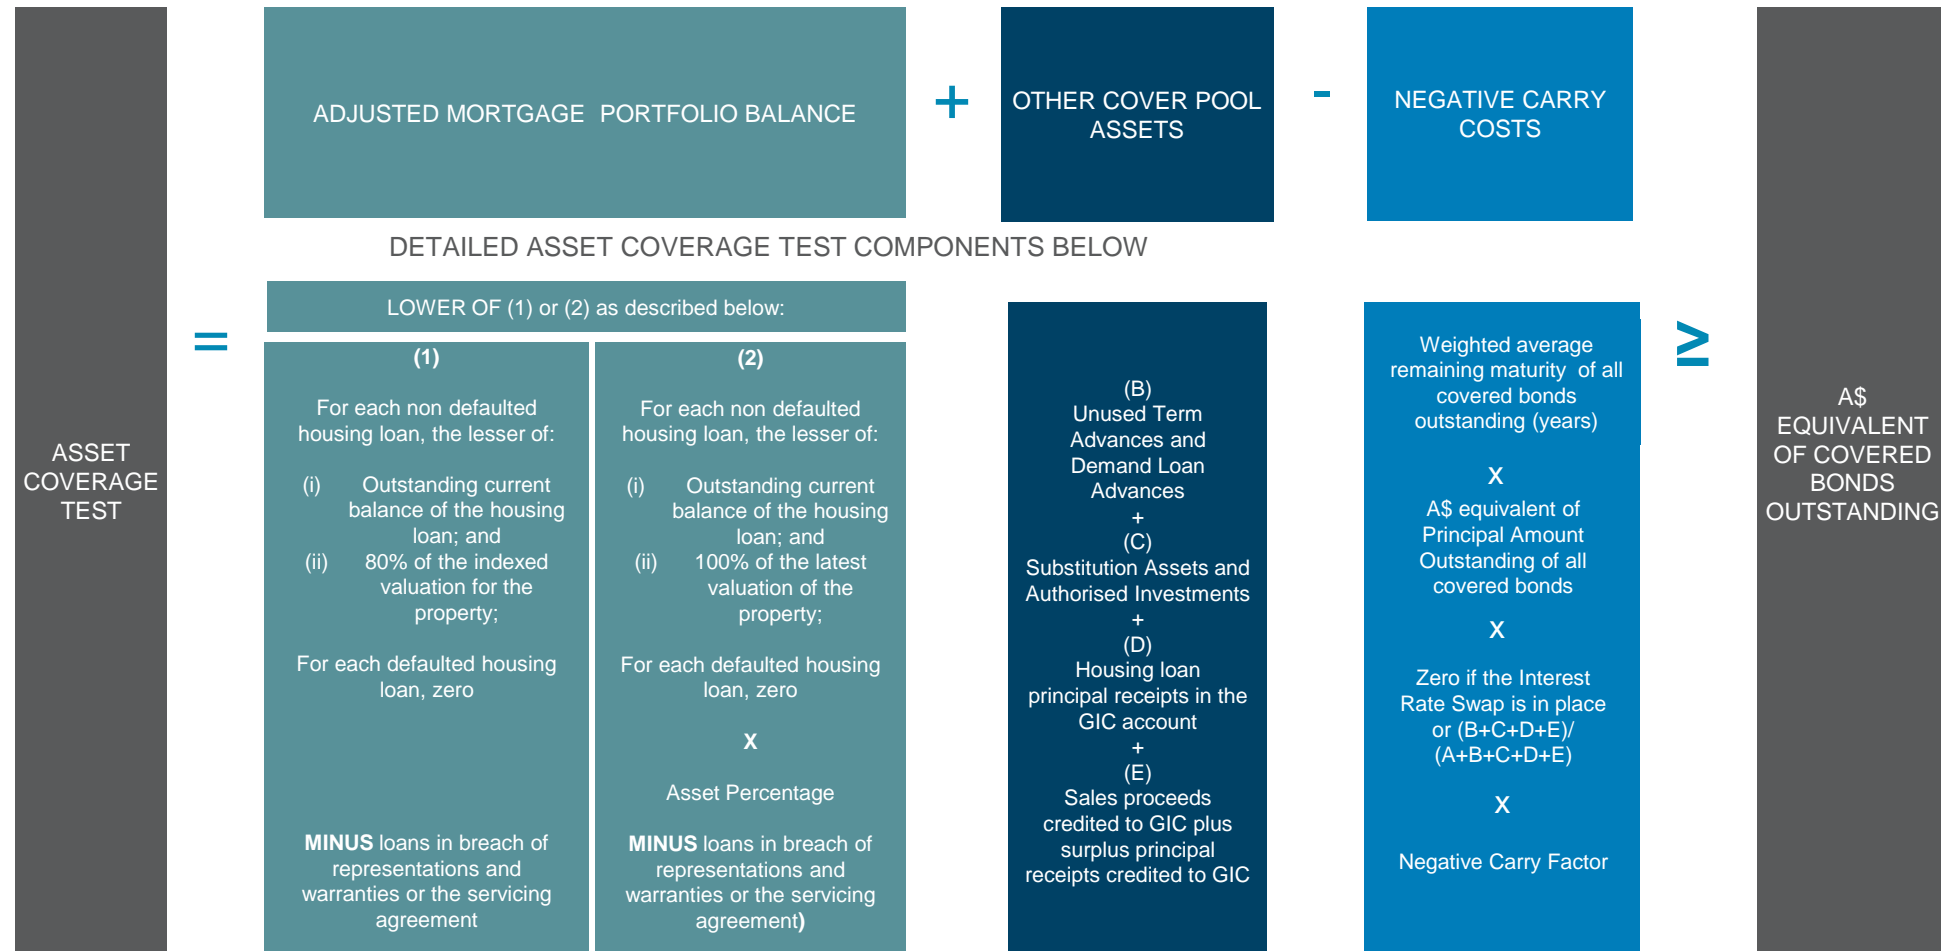 ASSET
COVERAGE
TEST
=
ADJUSTED MORTGAGE PORTFOLIO BALANCE
+
OTHER COVER POOL
ASSETS
-
NEGATIVE CARRY
COSTS
DETAILED ASSET COVERAGE TEST COMPONENTS BELOW
LOWER OF (1) or (2) as described below:
(1)
For each non defaulted
housing loan, the lesser of:
(i) Outstanding current
balance of the housing
loan; and
(ii) 80% of the indexed
valuation for the
property;
For each defaulted housing
loan, zero
MINUS loans in breach of
representations and
warranties or the servicing
agreement
(2)
For each non defaulted
housing loan, the lesser of:
(i) Outstanding current
balance of the housing
loan; and
(ii) 100% of the latest
valuation of the
property;
For each defaulted housing
loan, zero
X
Asset Percentage
MINUS loans in breach of
representations and
warranties or the servicing
agreement)
(B)
Unused Term
Advances and
Demand Loan
Advances
+
(C)
Substitution Assets and
Authorised Investments
+
(D)
Housing loan
principal receipts in the
GIC account
+
(E)
Sales proceeds
credited to GIC plus
surplus principal
receipts credited to GIC
Weighted average
remaining maturity of all
covered bonds
outstanding (years)
X
A$ equivalent of
Principal Amount
Outstanding of all
covered bonds
X
Zero if the Interest
Rate Swap is in place
or (B+C+D+E)/
(A+B+C+D+E)
X
Negative Carry Factor
≥
A$
EQUIVALENT
OF COVERED
BONDS
OUTSTANDING